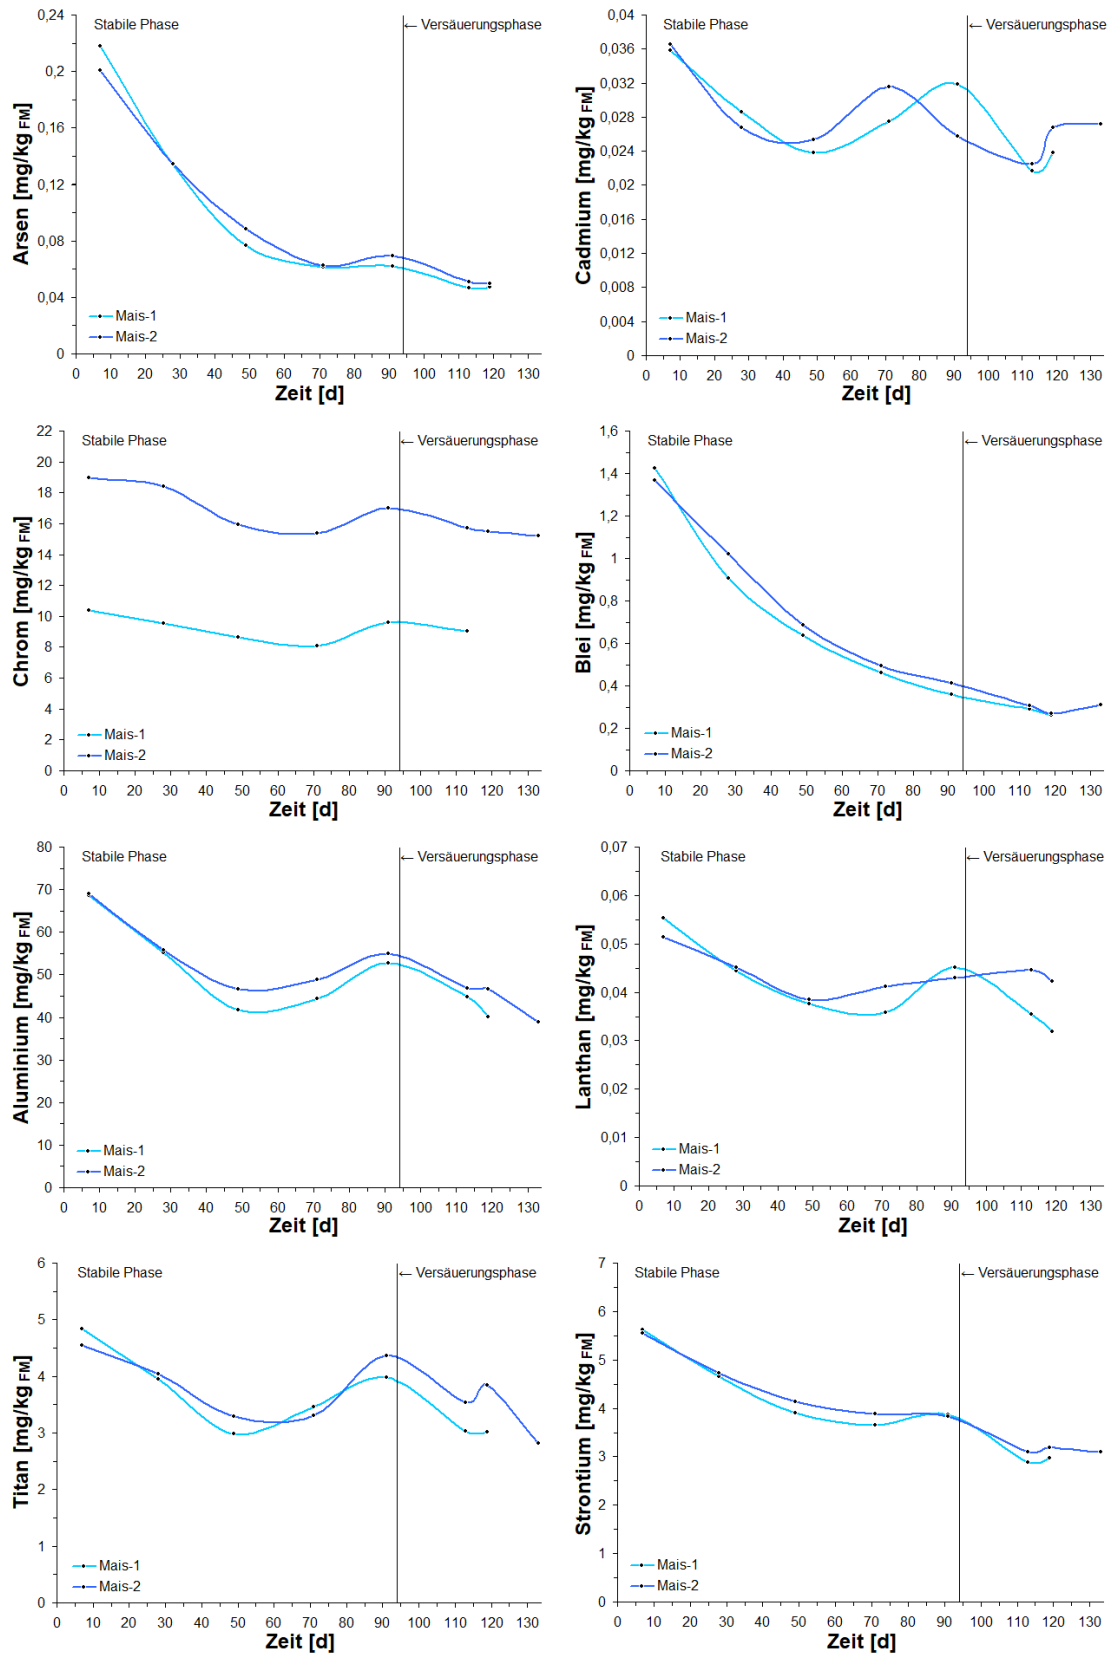 Stabile Phase
← Versäuerungsphase
Arsen [mg/kg FM]
0,24
0,2
0,16
0,12
0,08
0,04
0
Mais-1
Mais-2
0 10 20 30 40 50 60 70 80 90 100 110 120 130
Zeit [d]
Stabile Phase
← Versäuerungsphase
Cadmium [mg/kg FM]
0,04
0,036
0,032
0,028
0,024
0,02
0,016
0,012
0,008
0,004
0
Mais-1
Mais-2
0 10 20 30 40 50 60 70 80 90 100 110 120 130
Zeit [d]
Stabile Phase
← Versäuerungsphase
Chrom [mg/kg FM]
22
20
18
16
14
12
10
8
6
4
2
0
Mais-1
Mais-2
0 10 20 30 40 50 60 70 80 90 100 110 120 130
Zeit [d]
Stabile Phase
← Versäuerungsphase
Blei [mg/kg FM]
1,6
1,4
1,2
1
0,8
0,6
0,4
0,2
0
Mais-1
Mais-2
0 10 20 30 40 50 60 70 80 90 100 110 120 130
Zeit [d]
Stabile Phase
← Versäuerungsphase
Aluminium [mg/kg FM]
80
70
60
50
40
30
20
10
0
Mais-1
Mais-2
0 10 20 30 40 50 60 70 80 90 100 110 120 130
Zeit [d]
Stabile Phase
← Versäuerungsphase
Lanthan [mg/kg FM]
0,07
0,06
0,05
0,04
0,03
0,02
0,01
0
Mais-1
Mais-2
0 10 20 30 40 50 60 70 80 90 100 110 120 130
Zeit [d]
Stabile Phase
← Versäuerungsphase
Titan [mg/kg FM]
6
5
4
3
2
1
0
Mais-1
Mais-2
0 10 20 30 40 50 60 70 80 90 100 110 120 130
Zeit [d]
Stabile Phase
← Versäuerungsphase
Strontium [mg/kg FM]
7
6
5
4
3
2
1
0
Mais-1
Mais-2
0 10 20 30 40 50 60 70 80 90 100 110 120 130
Zeit [d]